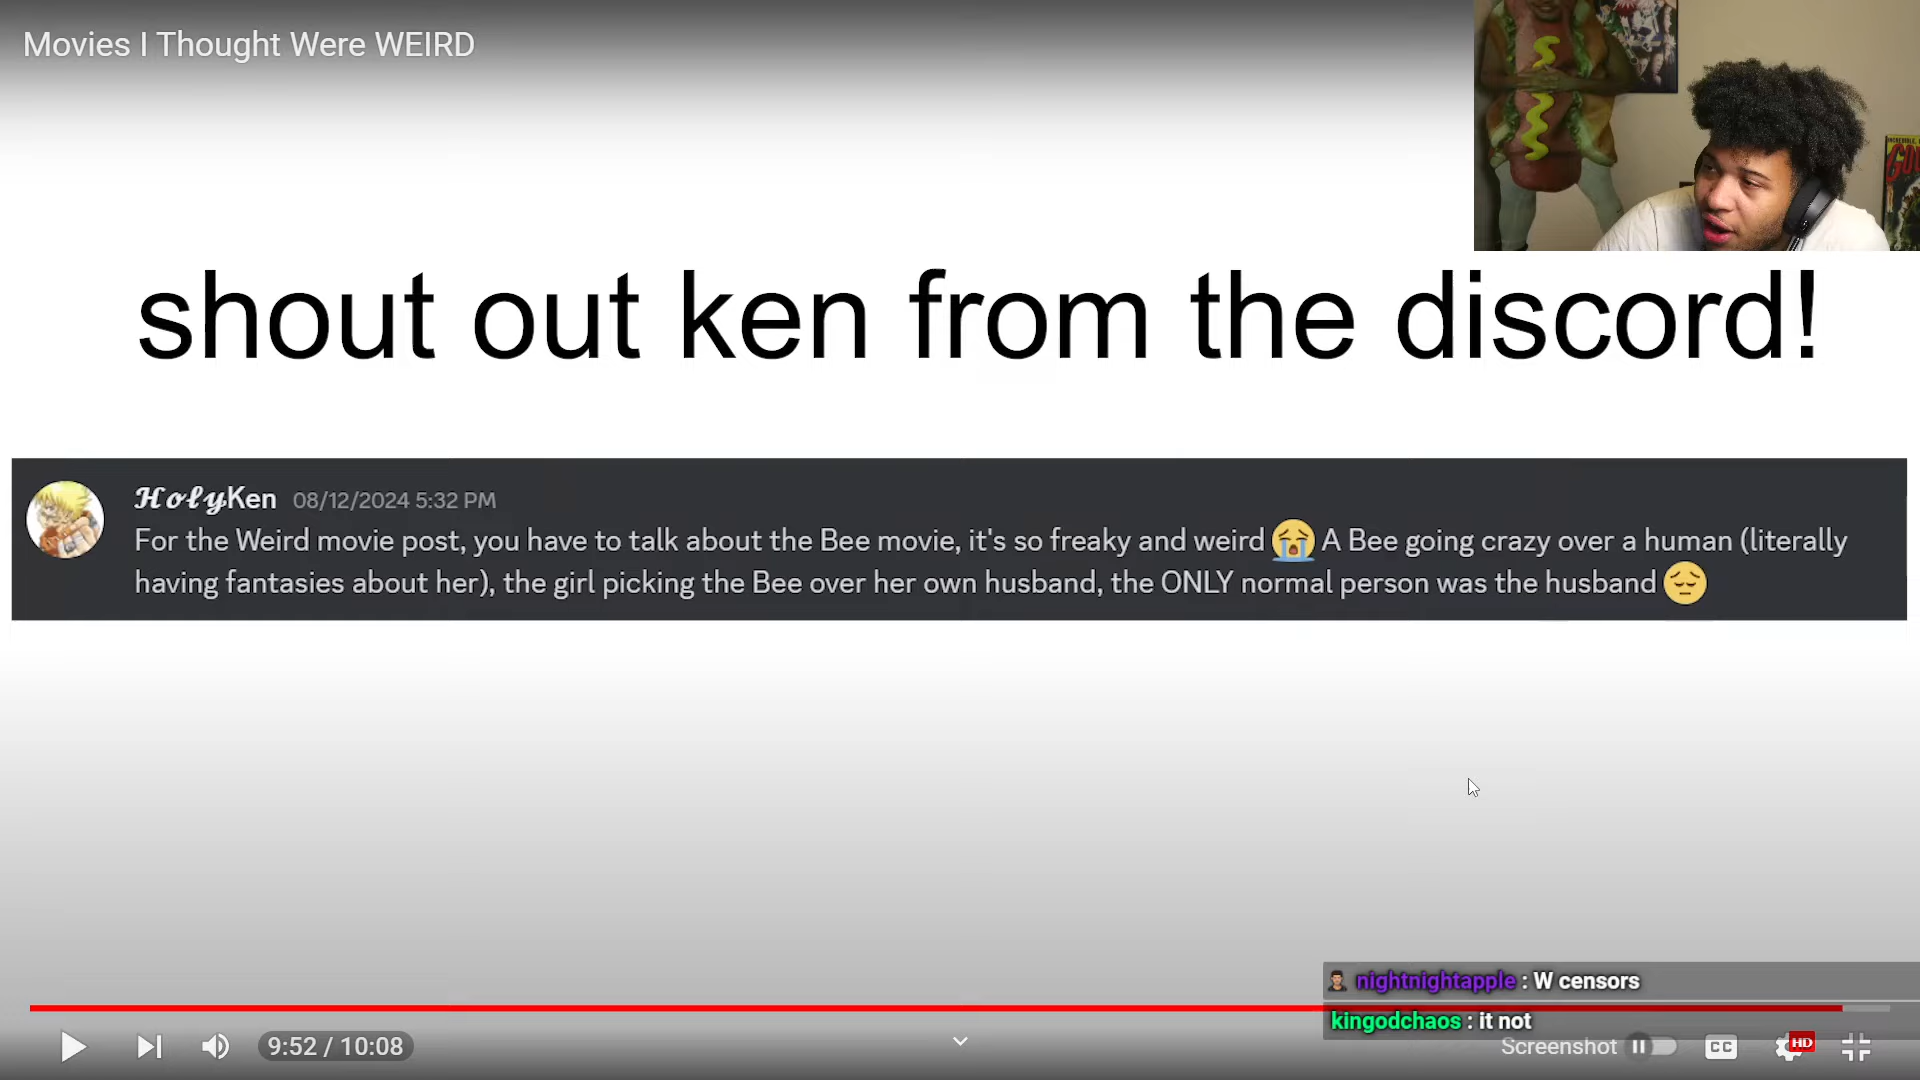 Movies I Thought Were WEIRD
shout out ken from the discord!
𝓗𝓸𝓵𝔂Ken 08/12/2024 5:32 PM
For the Weird movie post, you have to talk about the Bee movie, it's so freaky and weird 😭 A Bee going crazy over a human (literally
having fantasies about her), the girl picking the Bee over her own husband, the ONLY normal person was the husband 😔
nightnightapple : W censors
kingodchaos : it not
9:52 / 10:08
Screenshot
CC
HD